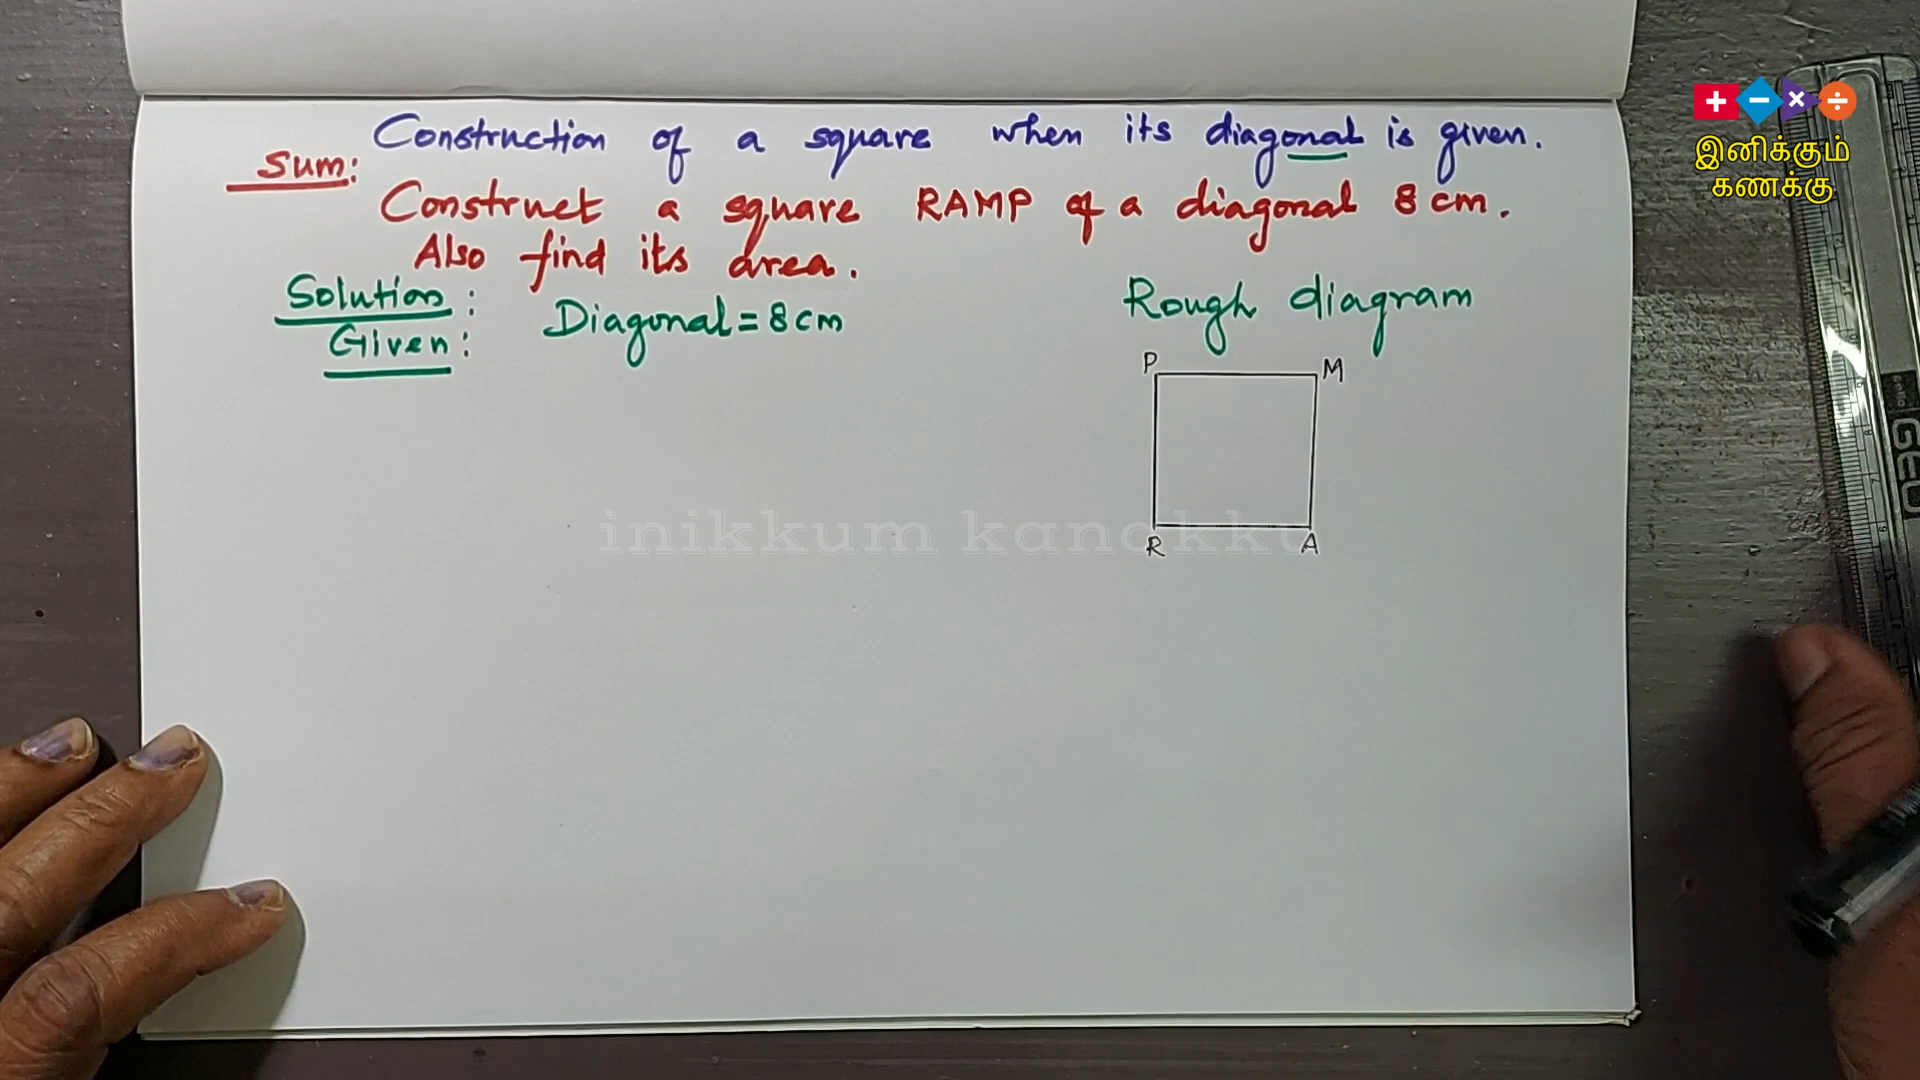 Construction of a square when its diagonal is given.
Sum:
Construct a square RAMP of a diagonal 8 cm.
Also find its area.
Solution:
Given: Diagonal = 8 cm
Rough diagram
P M
R A
inikkum kanakku
+ − × ÷
இனிக்கும்
கணக்கு
GEO